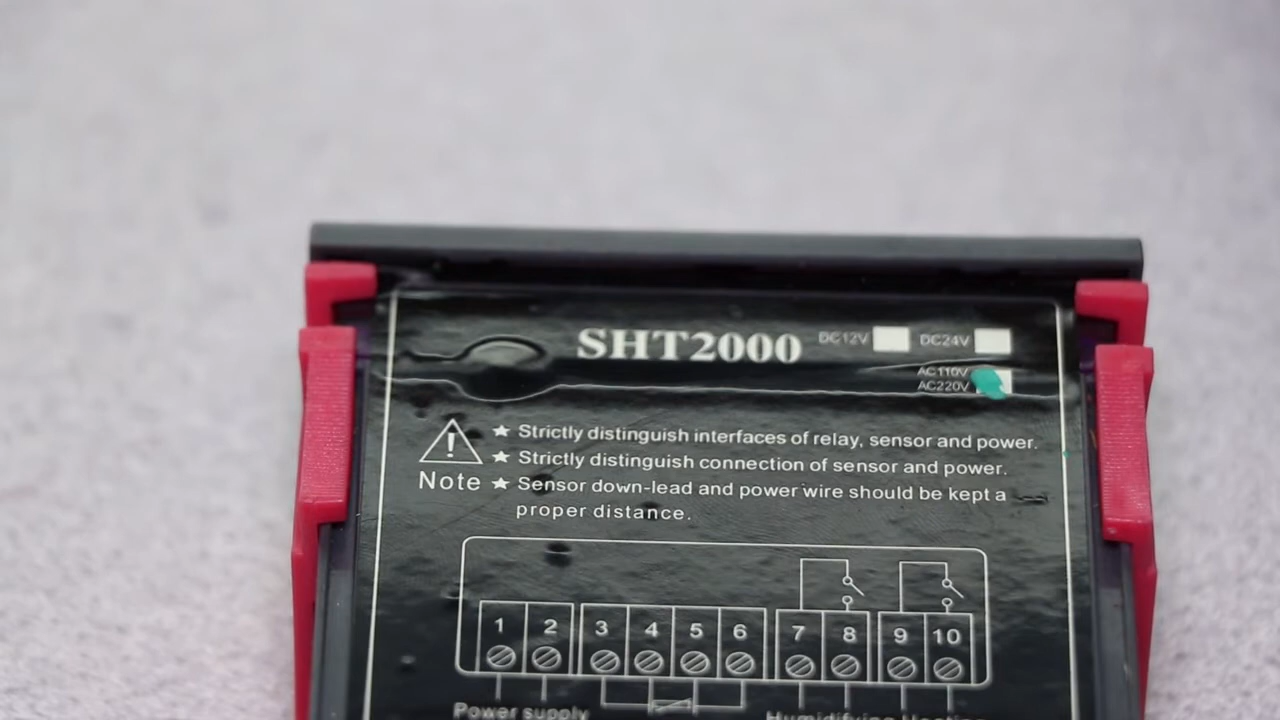 SHT2000 DC12V DC24V
AC110V
AC220V
★ Strictly distinguish interfaces of relay, sensor and power.
★ Strictly distinguish connection of sensor and power.
Note ★ Sensor down-lead and power wire should be kept a
proper distance.
1 2 3 4 5 6 7 8 9 10
Power supply Humidifying Heating